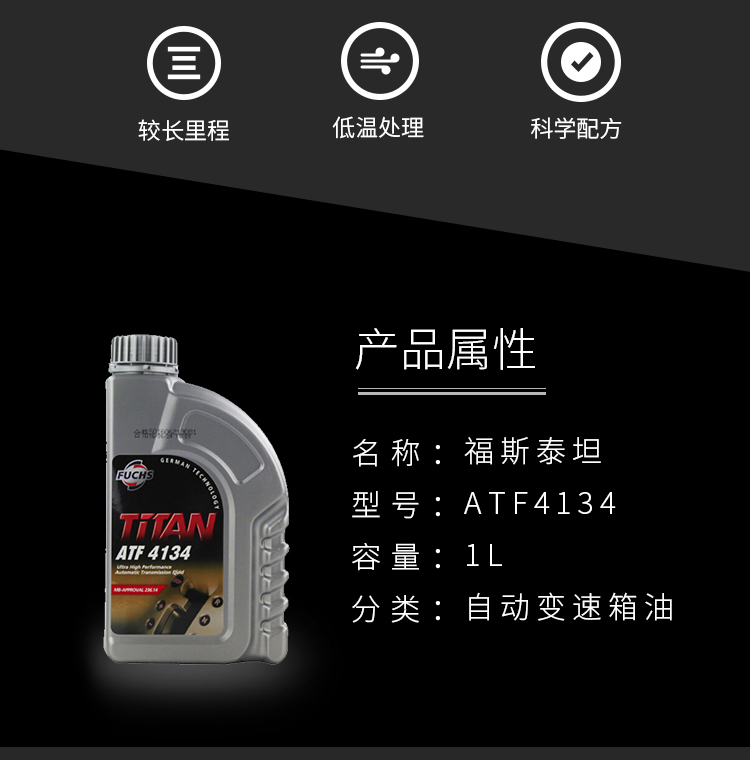 较长里程
低温处理
科学配方
产品属性
名称：福斯泰坦
型号：ATF4134
容量：1L
分类：自动变速箱油
GERMAN TECHNOLOGY
FUCHS
TITAN
ATF 4134
Ultra High Performance
Automatic Transmission Fluid
MB-APPROVAL 236.14